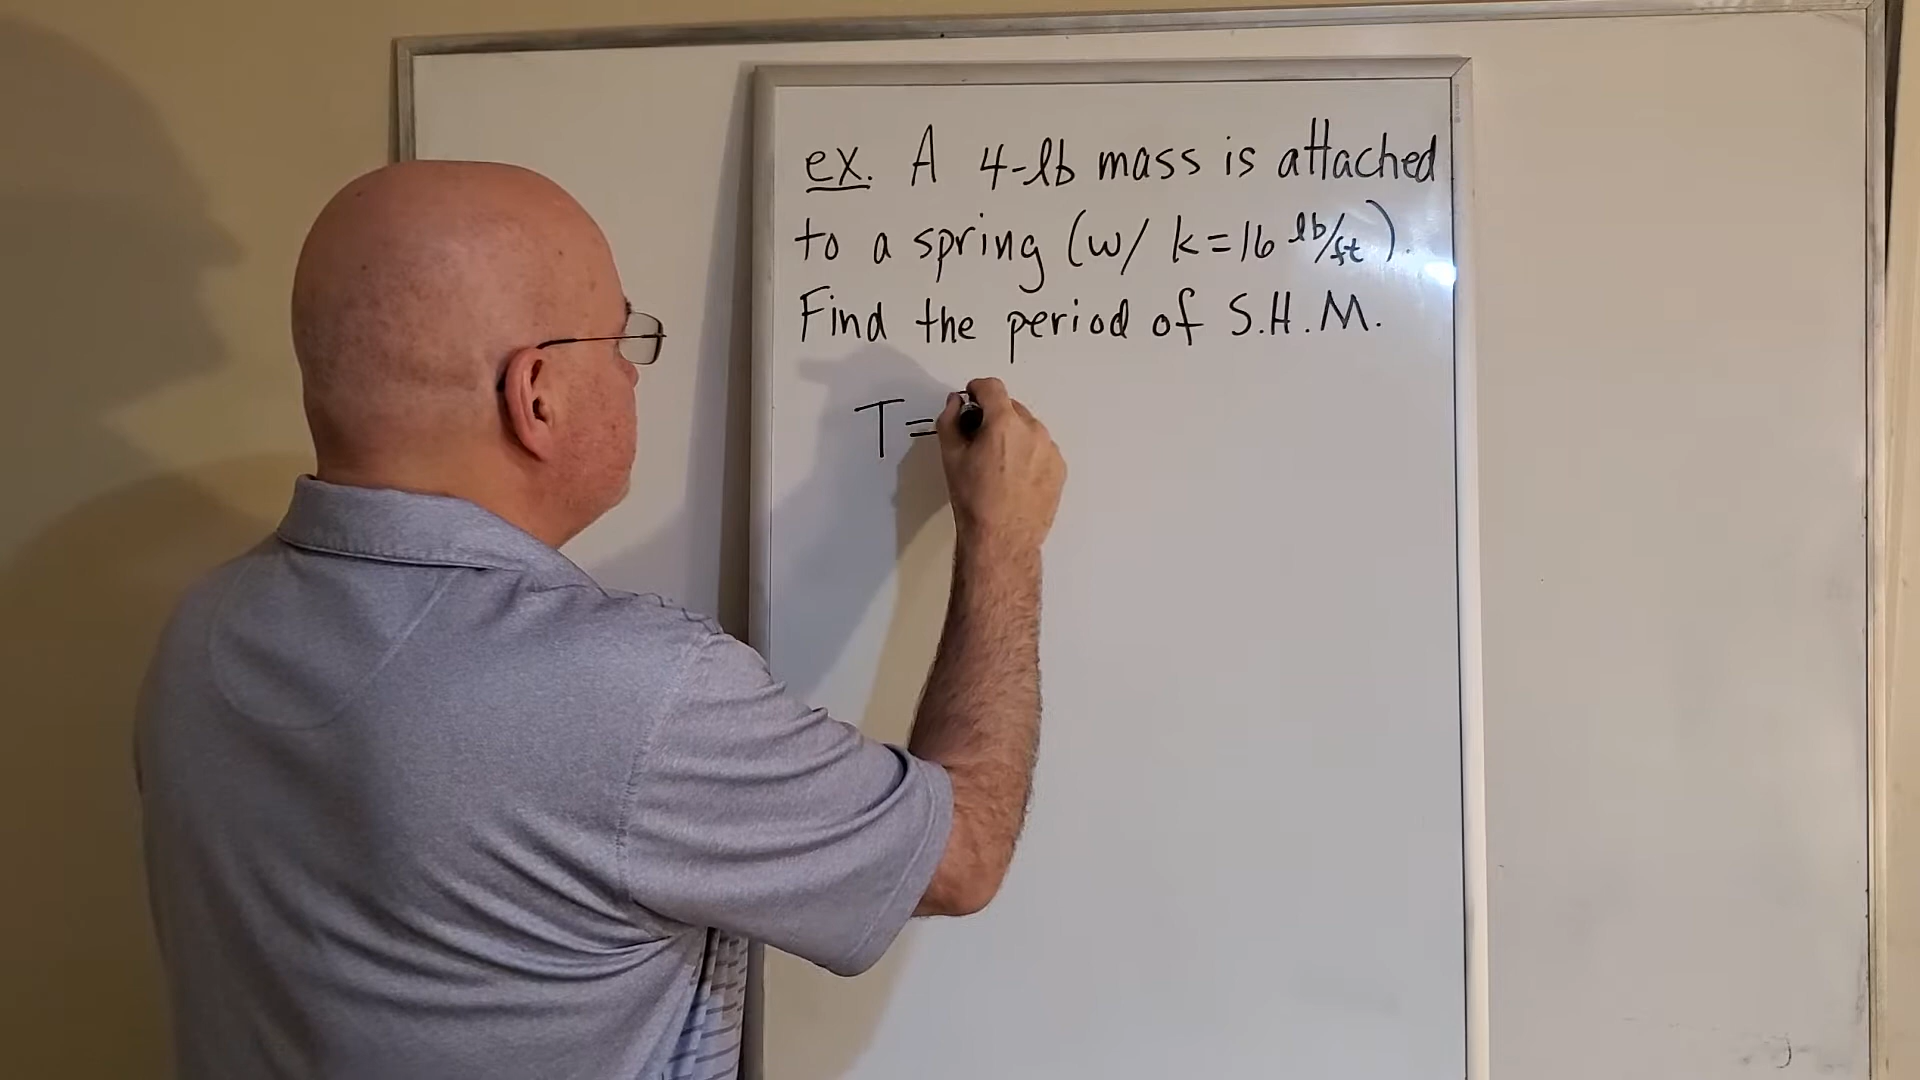 ex. A 4-lb mass is attached
to a spring (w/ k=16 lb/ft).
Find the period of S.H.M.
T=